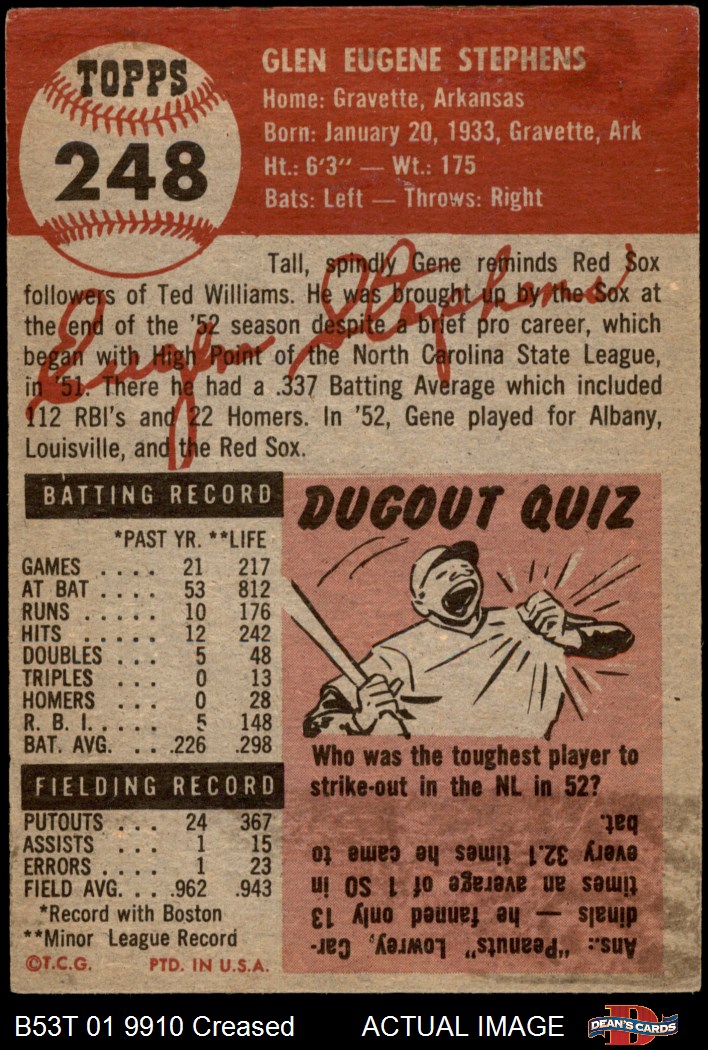 TOPPS
248
GLEN EUGENE STEPHENS
Home: Gravette, Arkansas
Born: January 20, 1933, Gravette, Ark
Ht.: 6'3" — Wt.: 175
Bats: Left — Throws: Right
Tall, spindly Gene reminds Red Sox
followers of Ted Williams. He was brought up by the Sox at
the end of the '52 season despite a brief pro career, which
began with High Point of the North Carolina State League,
in '51. There he had a .337 Batting Average which included
112 RBI's and 22 Homers. In '52, Gene played for Albany,
Louisville, and the Red Sox.
Eugene Stephens
BATTING RECORD
*PAST YR. **LIFE
GAMES .... 21 217
AT BAT .... 53 812
RUNS ..... 10 176
HITS ..... 12 242
DOUBLES ... 5 48
TRIPLES ... 0 13
HOMERS ... 0 28
R. B. I..... 5 148
BAT. AVG. ... .226 .298
FIELDING RECORD
PUTOUTS ... 24 367
ASSISTS ... 1 15
ERRORS .... 1 23
FIELD AVG. ... .962 .943
*Record with Boston
**Minor League Record
©T.C.G. PTD. IN U.S.A.
DUGOUT QUIZ
Who was the toughest player to
strike-out in the NL in 52?
Ans.: "Peanuts" Lowrey, Car-
dinals — he fanned only 13
times an average of 1 SO in
every 32.1 times he came to
bat.
B53T 01 9910 Creased ACTUAL IMAGE
D
DEAN'S CARDS